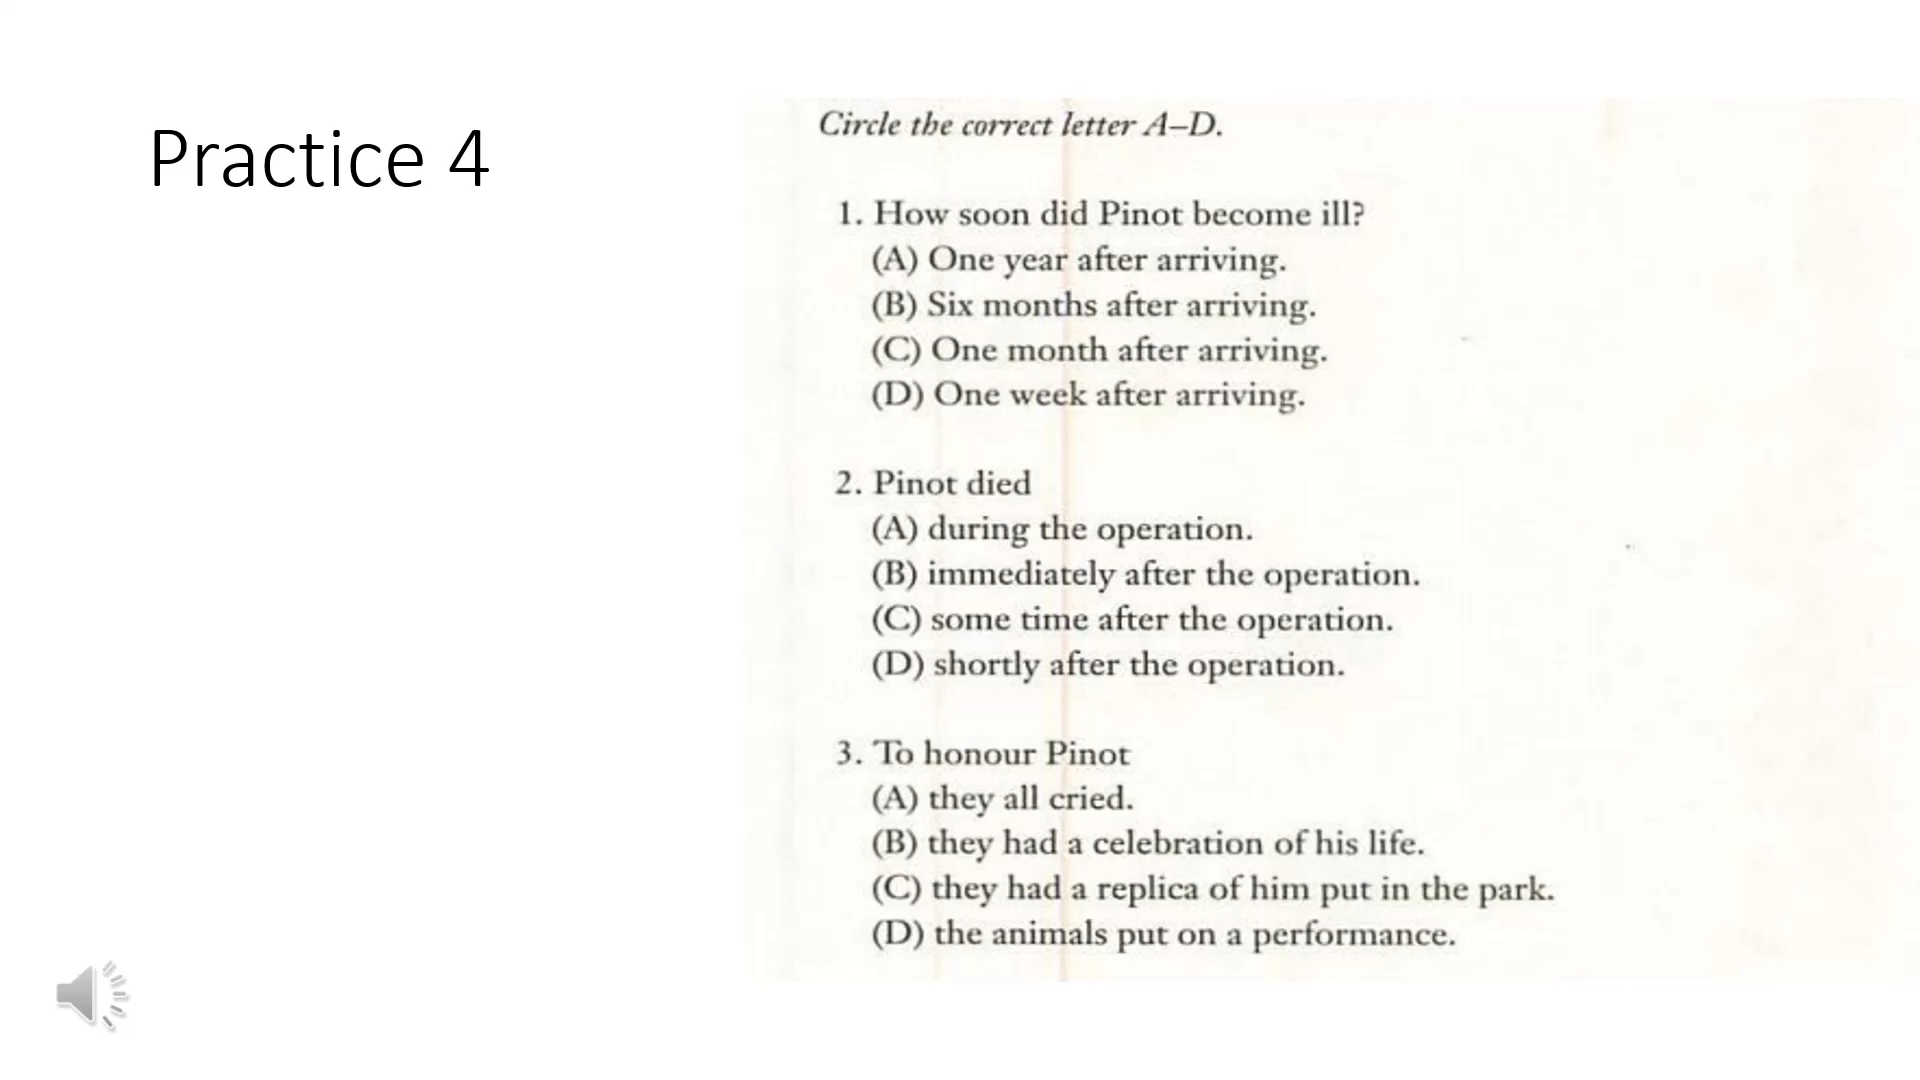 Practice 4
Circle the correct letter A–D.
1. How soon did Pinot become ill?
(A) One year after arriving.
(B) Six months after arriving.
(C) One month after arriving.
(D) One week after arriving.
2. Pinot died
(A) during the operation.
(B) immediately after the operation.
(C) some time after the operation.
(D) shortly after the operation.
3. To honour Pinot
(A) they all cried.
(B) they had a celebration of his life.
(C) they had a replica of him put in the park.
(D) the animals put on a performance.